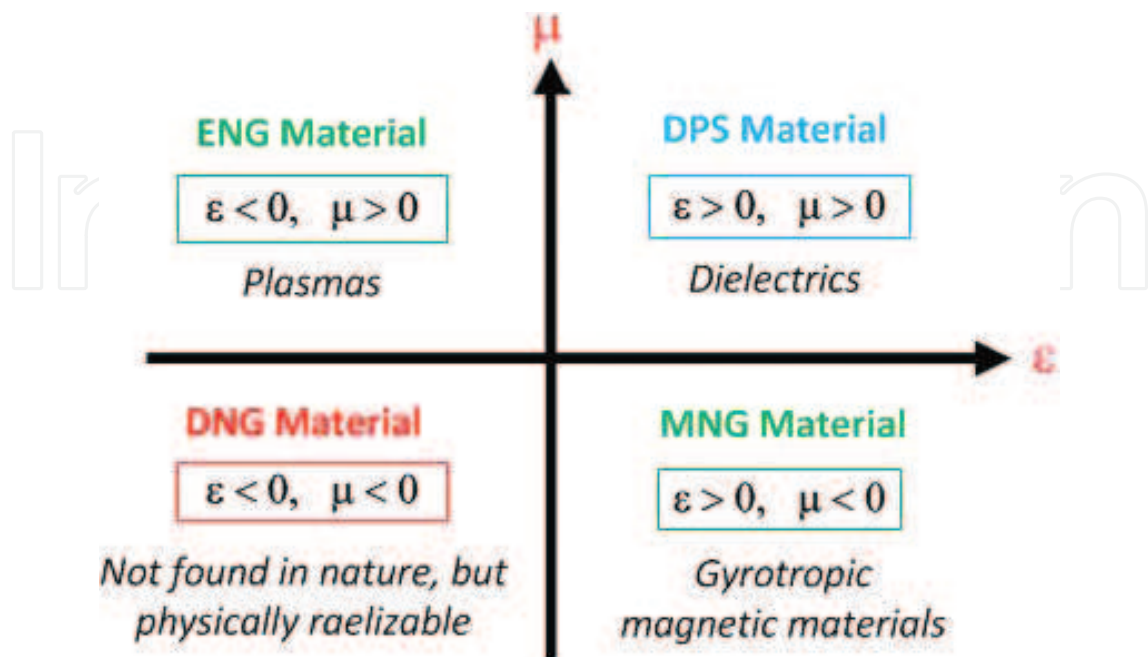 μ
ENG Material
ε < 0, μ > 0
Plasmas
DPS Material
ε > 0, μ > 0
Dielectrics
ε
DNG Material
ε < 0, μ < 0
Not found in nature, but
physically raelizable
MNG Material
ε > 0, μ < 0
Gyrotropic
magnetic materials